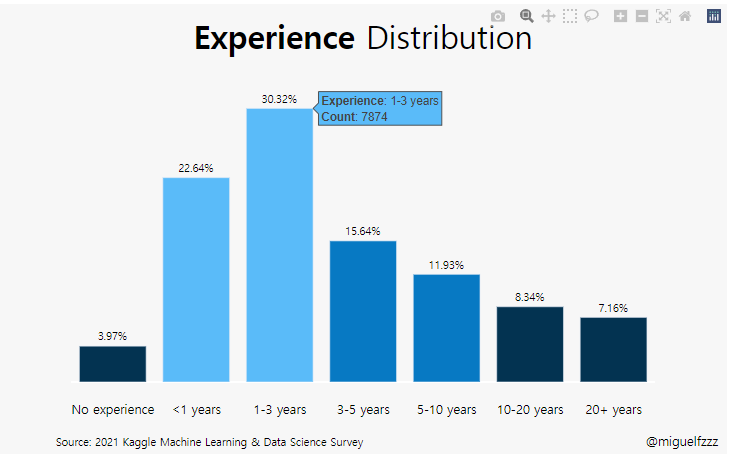 Experience Distribution
30.32%
Experience: 1-3 years
Count: 7874
22.64%
15.64%
11.93%
8.34%
7.16%
3.97%
No experience <1 years 1-3 years 3-5 years 5-10 years 10-20 years 20+ years
Source: 2021 Kaggle Machine Learning & Data Science Survey @miguelfzzz